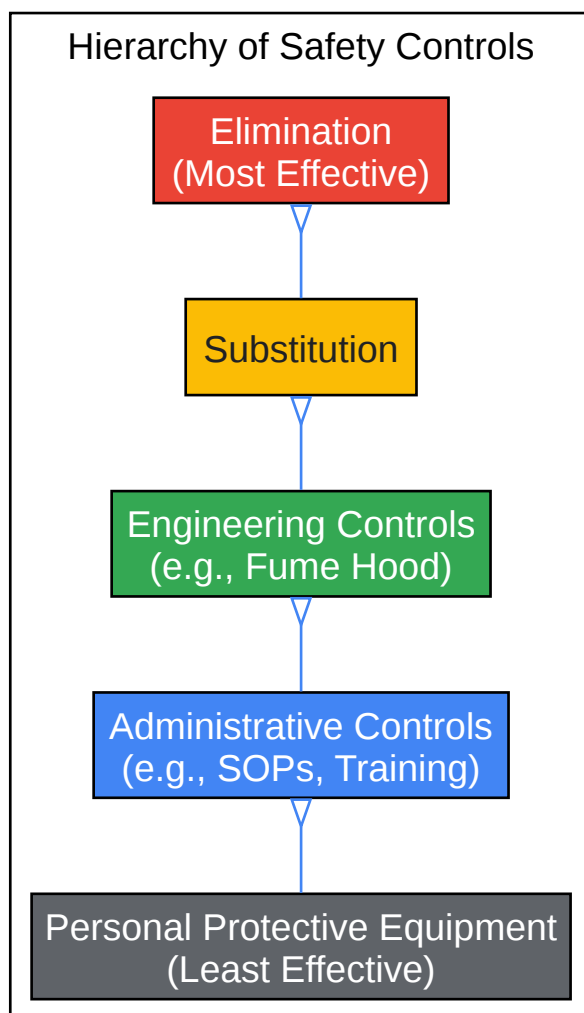 Hierarchy of Safety Controls
Elimination
(Most Effective)
Substitution
Engineering Controls
(e.g., Fume Hood)
Administrative Controls
(e.g., SOPs, Training)
Personal Protective Equipment
(Least Effective)